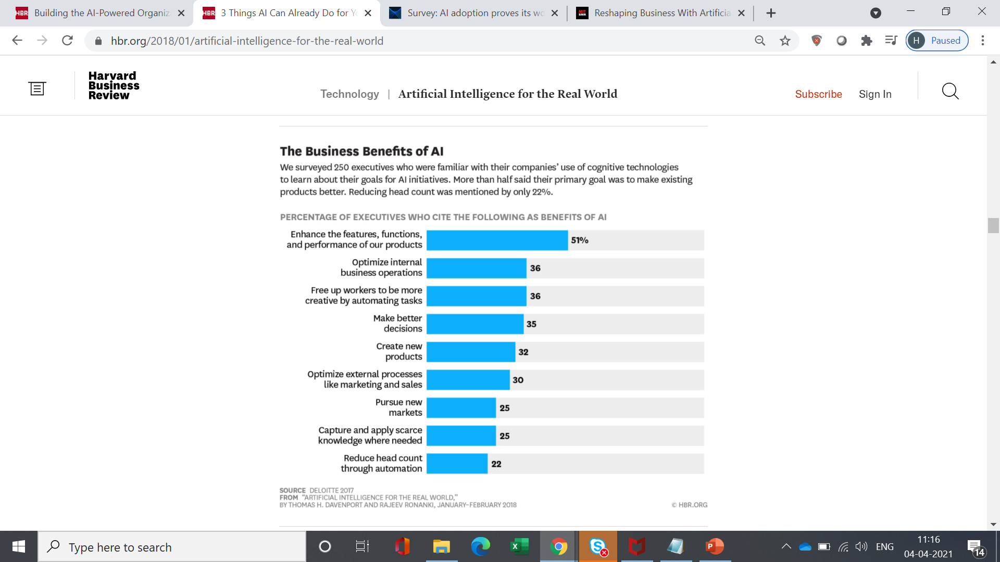 HBR Building the AI-Powered Organiz
HBR 3 Things AI Can Already Do for Y
Survey: AI adoption proves its wo
MIT SMR Reshaping Business With Artificia
hbr.org/2018/01/artificial-intelligence-for-the-real-world
H Paused
Harvard
Business
Review
Technology | Artificial Intelligence for the Real World
Subscribe Sign In
The Business Benefits of AI
We surveyed 250 executives who were familiar with their companies’ use of cognitive technologies
to learn about their goals for AI initiatives. More than half said their primary goal was to make existing
products better. Reducing head count was mentioned by only 22%.
PERCENTAGE OF EXECUTIVES WHO CITE THE FOLLOWING AS BENEFITS OF AI
Enhance the features, functions,
and performance of our products
51%
Optimize internal
business operations
36
Free up workers to be more
creative by automating tasks
36
Make better
decisions
35
Create new
products
32
Optimize external processes
like marketing and sales
30
Pursue new
markets
25
Capture and apply scarce
knowledge where needed
25
Reduce head count
through automation
22
SOURCE DELOITTE 2017
FROM “ARTIFICIAL INTELLIGENCE FOR THE REAL WORLD,”
BY THOMAS H. DAVENPORT AND RAJEEV RONANKI, JANUARY–FEBRUARY 2018
© HBR.ORG
Type here to search
X
P
ENG
11:16
04-04-2021
14